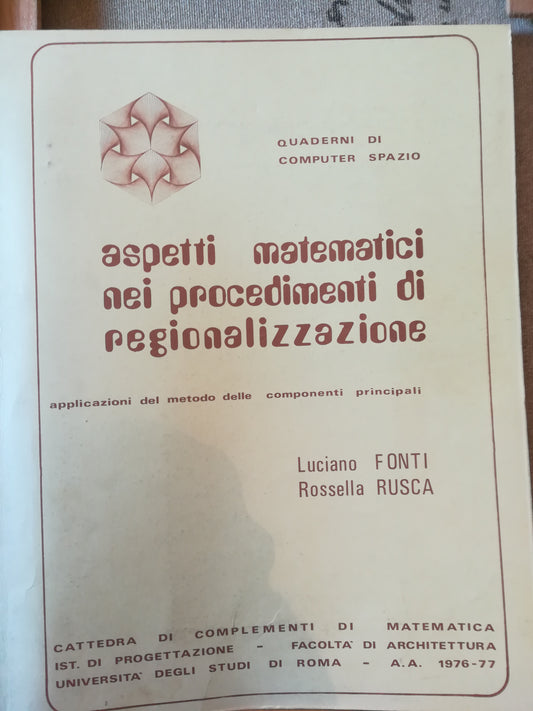 QUADERNI DI
COMPUTER SPAZIO
aspetti matematici
nei procedimenti di
regionalizzazione
applicazioni del metodo delle componenti principali
Luciano FONTI
Rossella RUSCA
CATTEDRA DI COMPLEMENTI DI MATEMATICA
IST. DI PROGETTAZIONE - FACOLTA' DI ARCHITETTURA
UNIVERSITA' DEGLI STUDI DI ROMA - A.A. 1976-77